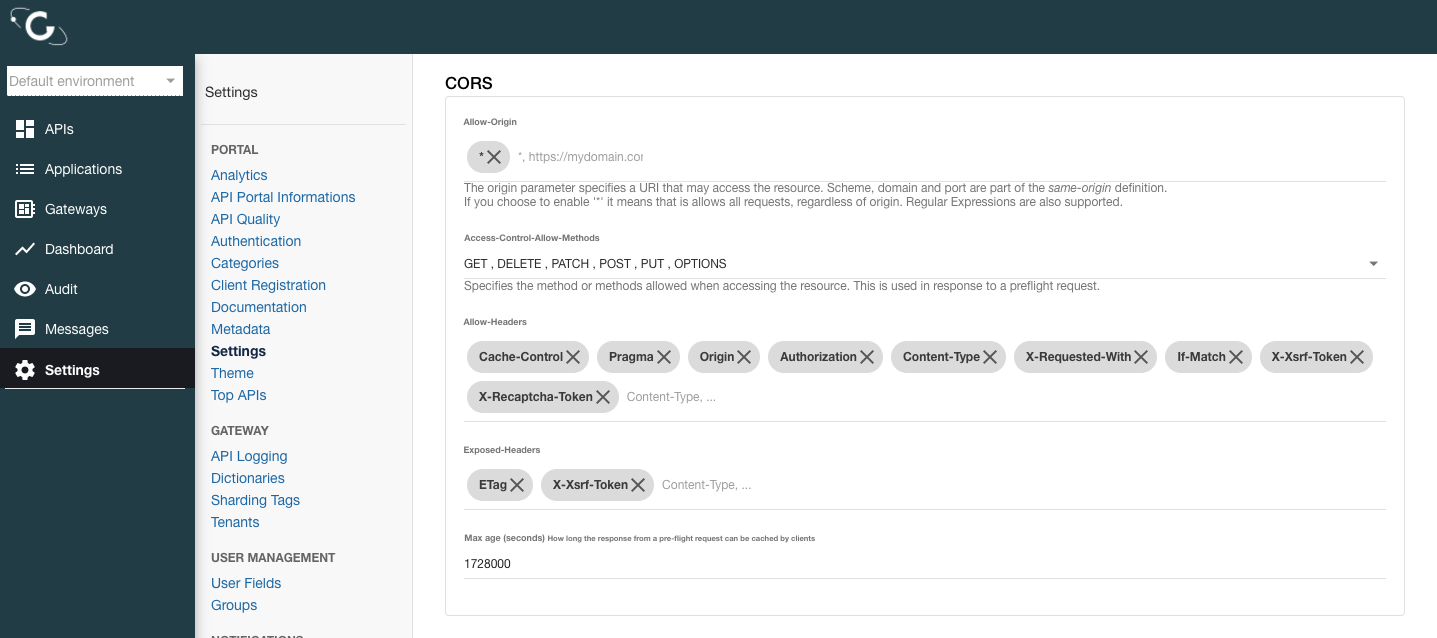 G
Default environment
APIs
Applications
Gateways
Dashboard
Audit
Messages
Settings
Settings
PORTAL
Analytics
API Portal Informations
API Quality
Authentication
Categories
Client Registration
Documentation
Metadata
Settings
Theme
Top APIs
GATEWAY
API Logging
Dictionaries
Sharding Tags
Tenants
USER MANAGEMENT
User Fields
Groups
NOTIFICATIONS
CORS
Allow-Origin
* *, https://mydomain.cor
The origin parameter specifies a URI that may access the resource. Scheme, domain and port are part of the same-origin definition.
If you choose to enable '*' it means that is allows all requests, regardless of origin. Regular Expressions are also supported.
Access-Control-Allow-Methods
GET , DELETE , PATCH , POST , PUT , OPTIONS
Specifies the method or methods allowed when accessing the resource. This is used in response to a preflight request.
Allow-Headers
Cache-Control Pragma Origin Authorization Content-Type X-Requested-With If-Match X-Xsrf-Token
X-Recaptcha-Token Content-Type, ...
Exposed-Headers
ETag X-Xsrf-Token Content-Type, ...
Max age (seconds) How long the response from a pre-flight request can be cached by clients
1728000